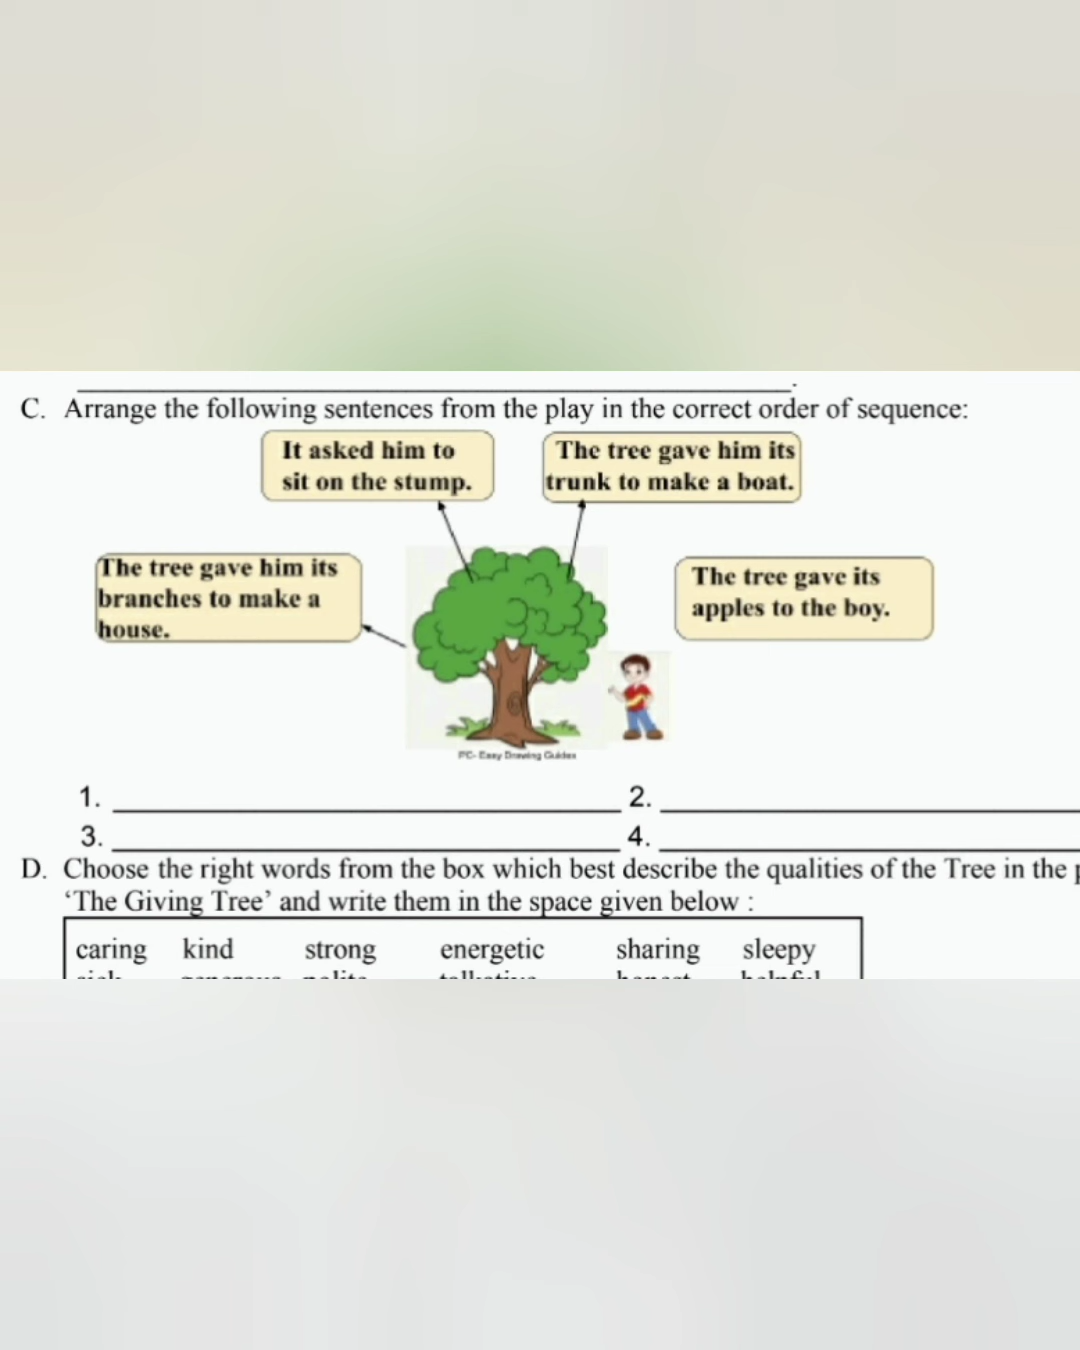 C. Arrange the following sentences from the play in the correct order of sequence:
It asked him to
sit on the stump.
The tree gave him its
trunk to make a boat.
The tree gave him its
branches to make a
house.
The tree gave its
apples to the boy.
PC- Easy Drawing Guides
1.
2.
3.
4.
D. Choose the right words from the box which best describe the qualities of the Tree in the
‘The Giving Tree’ and write them in the space given below :
caring kind strong energetic sharing sleepy